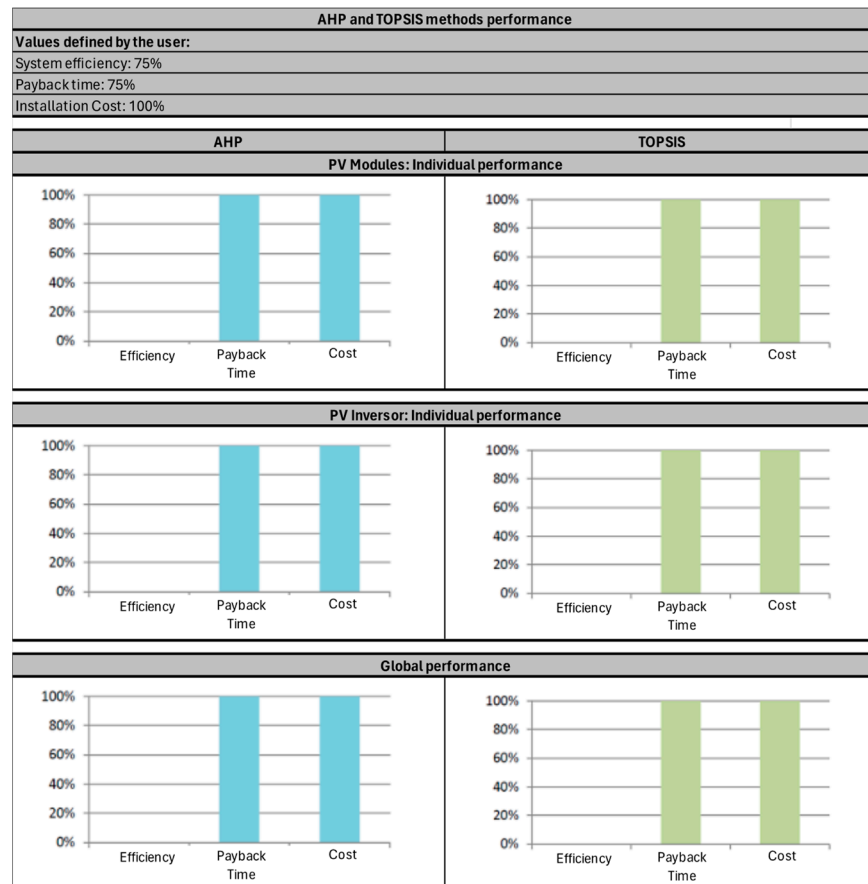 AHP and TOPSIS methods performance
Values defined by the user:
System efficiency: 75%
Payback time: 75%
Installation Cost: 100%
AHP
TOPSIS
PV Modules: Individual performance
100%
80%
60%
40%
20%
0%
Efficiency
Payback
Time
Cost
100%
80%
60%
40%
20%
0%
Efficiency
Payback
Time
Cost
PV Inversor: Individual performance
100%
80%
60%
40%
20%
0%
Efficiency
Payback
Time
Cost
100%
80%
60%
40%
20%
0%
Efficiency
Payback
Time
Cost
Global performance
100%
80%
60%
40%
20%
0%
Efficiency
Payback
Time
Cost
100%
80%
60%
40%
20%
0%
Efficiency
Payback
Time
Cost